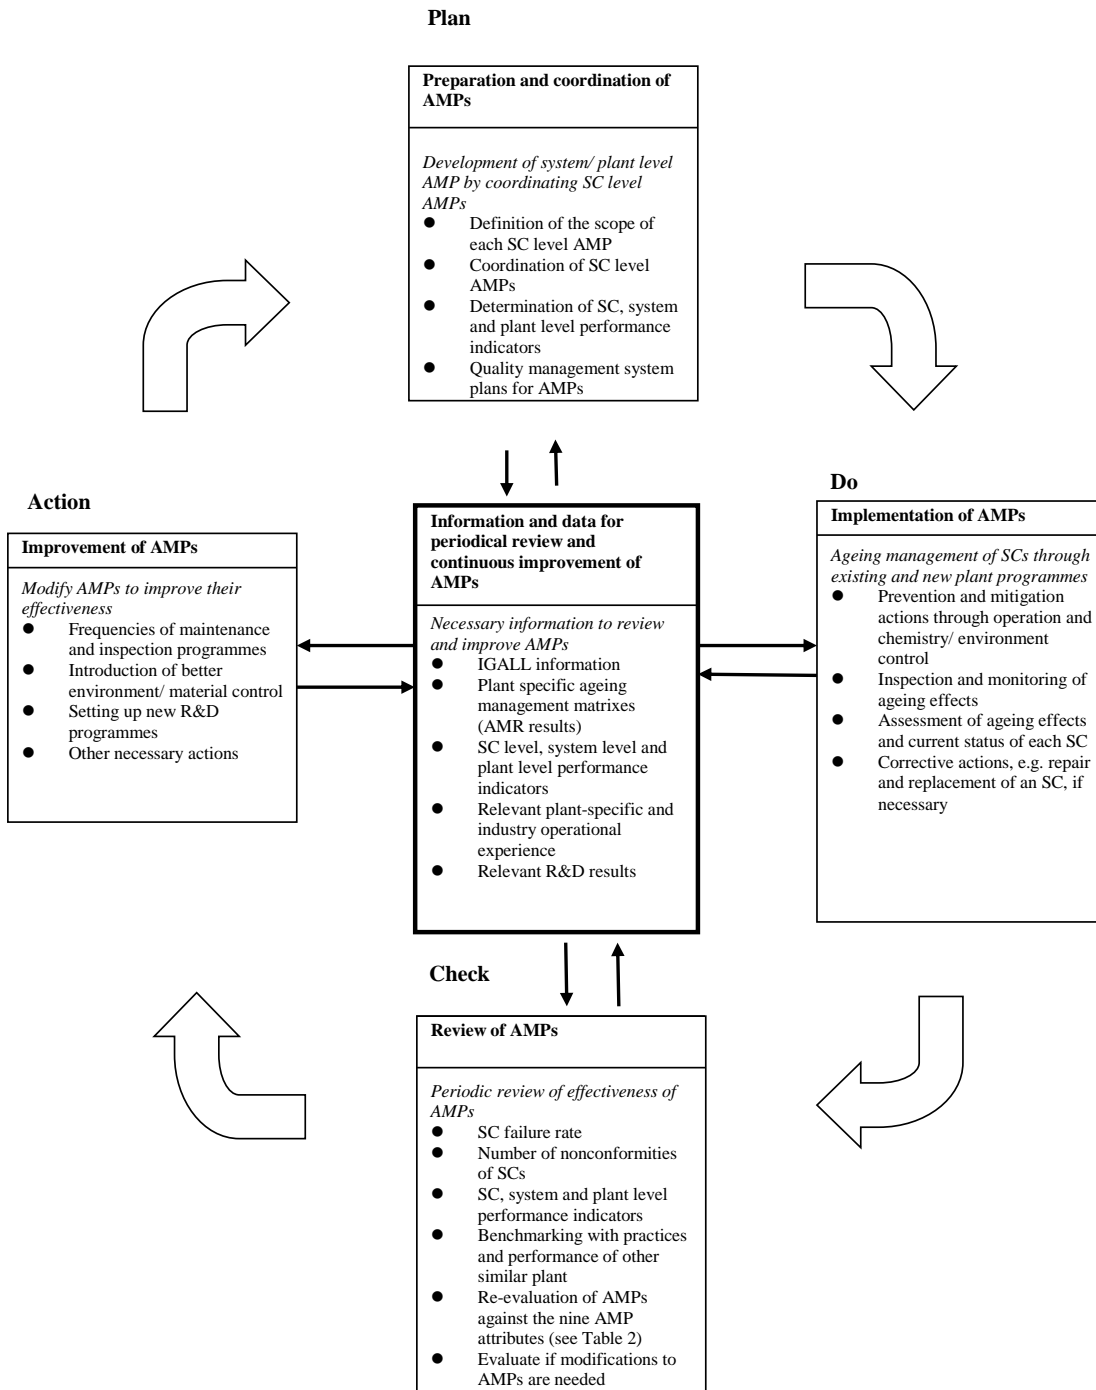 Plan
Preparation and coordination of
AMPs
Development of system/ plant level
AMP by coordinating SC level
AMPs
● Definition of the scope of
each SC level AMP
● Coordination of SC level
AMPs
● Determination of SC, system
and plant level performance
indicators
● Quality management system
plans for AMPs
Action
Improvement of AMPs
Modify AMPs to improve their
effectiveness
● Frequencies of maintenance
and inspection programmes
● Introduction of better
environment/ material control
● Setting up new R&D
programmes
● Other necessary actions
Information and data for
periodical review and
continuous improvement of
AMPs
Necessary information to review
and improve AMPs
● IGALL information
● Plant specific ageing
management matrixes
(AMR results)
● SC level, system level and
plant level performance
indicators
● Relevant plant-specific and
industry operational
experience
● Relevant R&D results
Do
Implementation of AMPs
Ageing management of SCs through
existing and new plant programmes
● Prevention and mitigation
actions through operation and
chemistry/ environment
control
● Inspection and monitoring of
ageing effects
● Assessment of ageing effects
and current status of each SC
● Corrective actions, e.g. repair
and replacement of an SC, if
necessary
Check
Review of AMPs
Periodic review of effectiveness of
AMPs
● SC failure rate
● Number of nonconformities
of SCs
● SC, system and plant level
performance indicators
● Benchmarking with practices
and performance of other
similar plant
● Re-evaluation of AMPs
against the nine AMP
attributes (see Table 2)
● Evaluate if modifications to
AMPs are needed